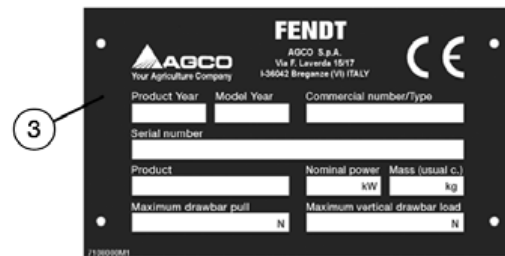 FENDT
AGCO S.p.A.
Via F. Laverda 15/17
I-36042 Breganze (VI) ITALY
AGCO
Your Agriculture Company
CE
Product Year Model Year Commercial number/Type
Serial number
Product Nominal power Mass (usual c.)
kW kg
Maximum drawbar pull Maximum vertical drawbar load
N N
3
7108000M1